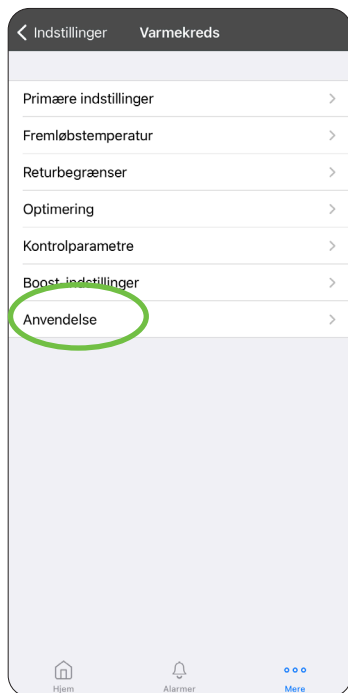 Indstillinger Varmekreds
Primære indstillinger
Fremløbstemperatur
Returbegrænser
Optimering
Kontrolparametre
Boost-indstillinger
Anvendelse
Hjem Alarmer Mere